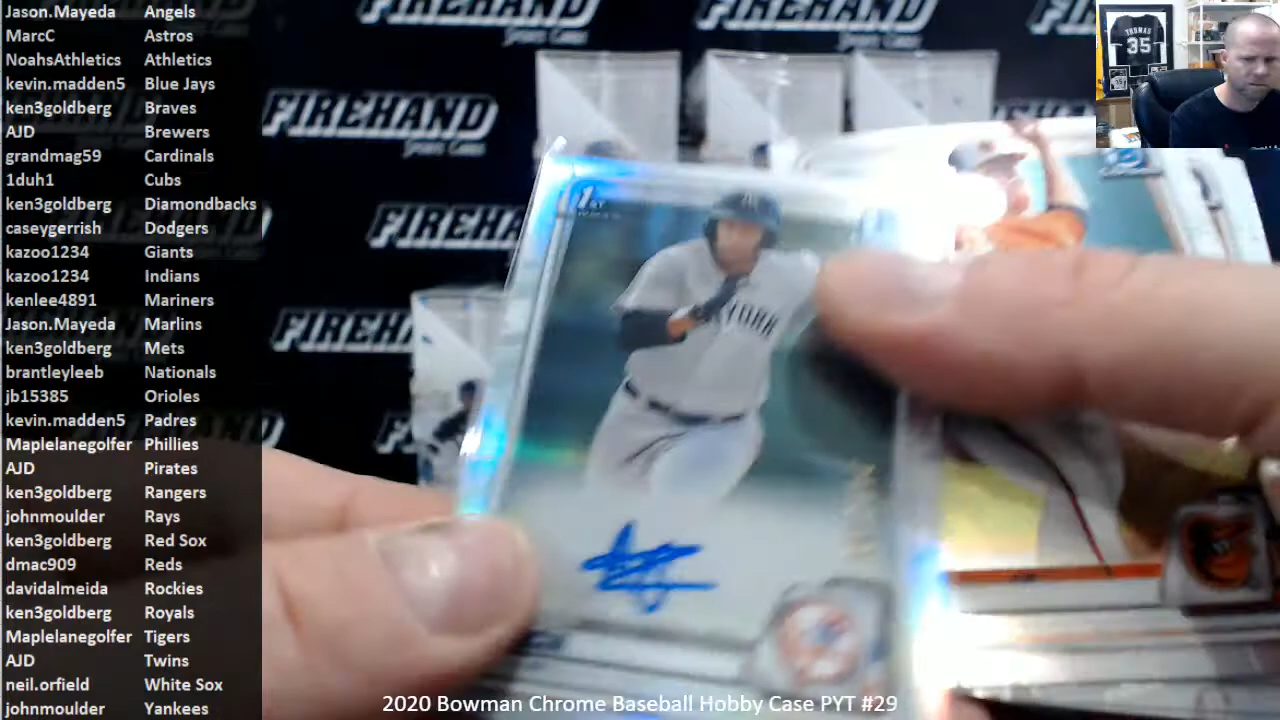 Jason.Mayeda Angels
MarcC Astros
NoahsAthletics Athletics
kevin.madden5 Blue Jays
ken3goldberg Braves
AJD Brewers
grandmag59 Cardinals
1duh1 Cubs
ken3goldberg Diamondbacks
caseygerrish Dodgers
kazoo1234 Giants
kazoo1234 Indians
kenlee4891 Mariners
Jason.Mayeda Marlins
ken3goldberg Mets
brantleyleeb Nationals
jb15385 Orioles
kevin.madden5 Padres
Maplelanegolfer Phillies
AJD Pirates
ken3goldberg Rangers
johnmoulder Rays
ken3goldberg Red Sox
dmac909 Reds
davidalmeida Rockies
ken3goldberg Royals
Maplelanegolfer Tigers
AJD Twins
neil.orfield White Sox
johnmoulder Yankees
FIREHAND
FIREHAND
FIREHAND
FIREHAND
THOMAS
35
1ST
2020 Bowman Chrome Baseball Hobby Case PYT #29